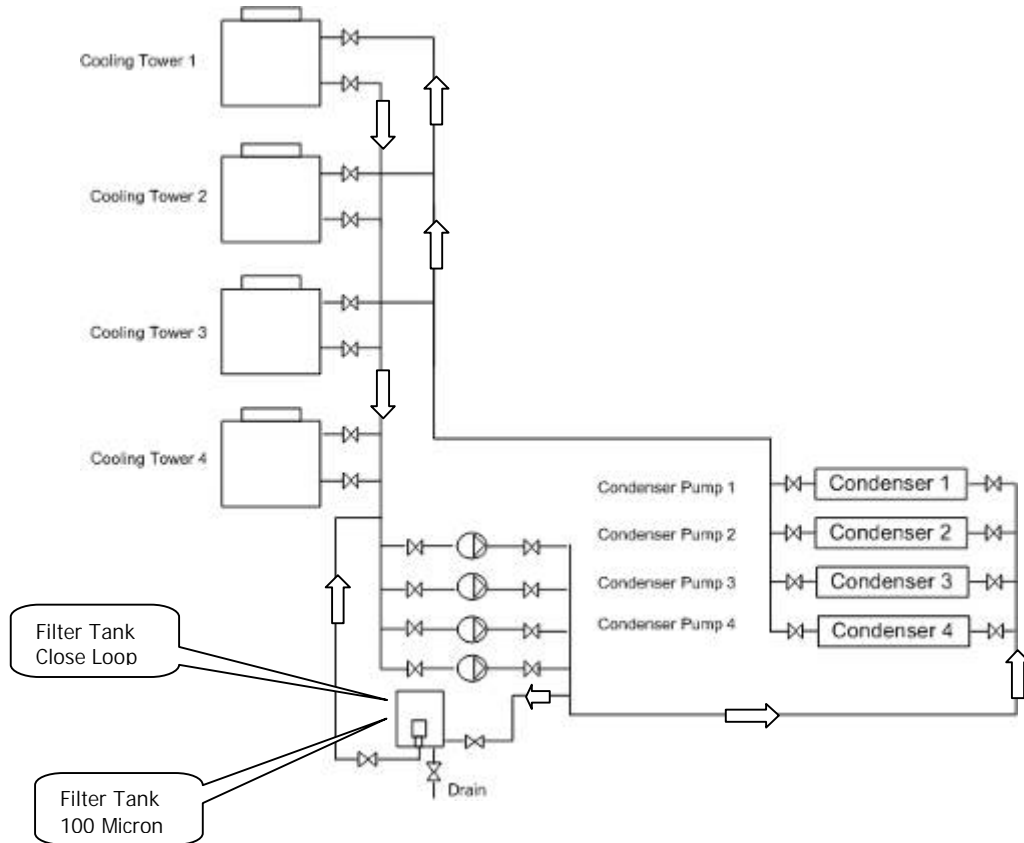 Cooling Tower 1
Cooling Tower 2
Cooling Tower 3
Cooling Tower 4
Condenser Pump 1
Condenser Pump 2
Condenser Pump 3
Condenser Pump 4
Condenser 1
Condenser 2
Condenser 3
Condenser 4
Filter Tank
Close Loop
Filter Tank
100 Micron
Drain